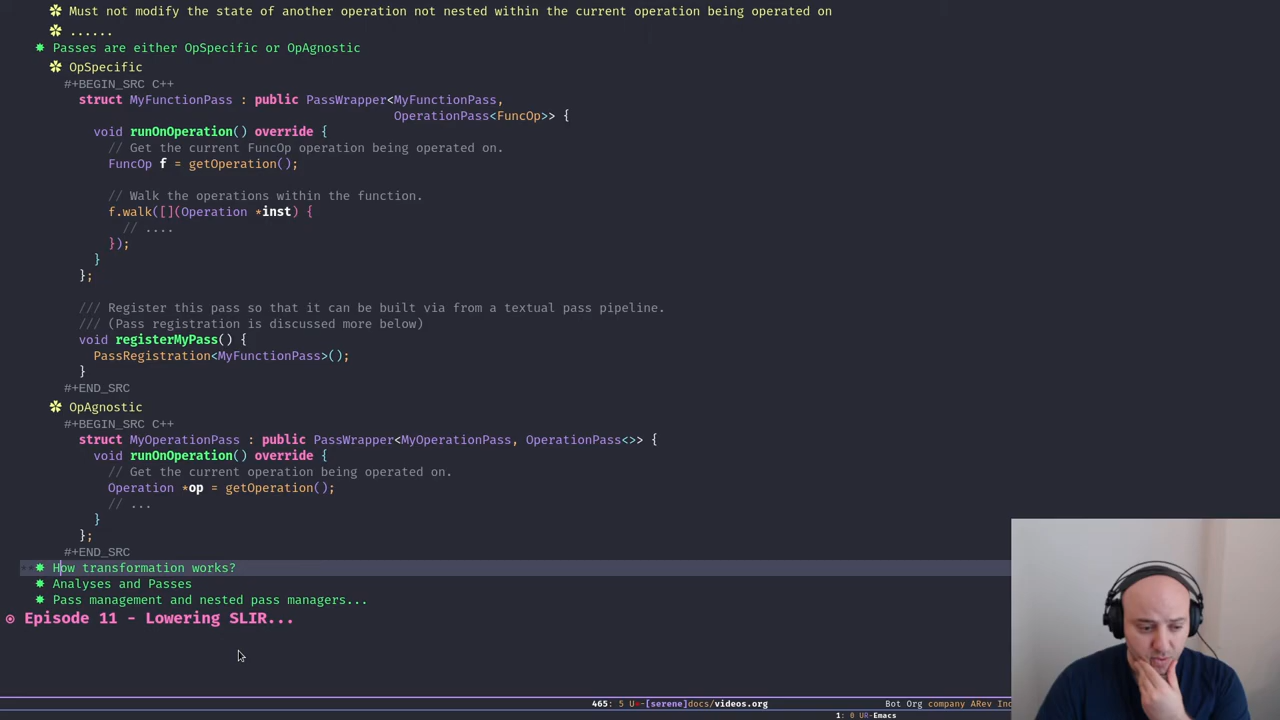 Must not modify the state of another operation not nested within the current operation being operated on
......
Passes are either OpSpecific or OpAgnostic
OpSpecific
#+BEGIN_SRC C++
struct MyFunctionPass : public PassWrapper<MyFunctionPass,
OperationPass<FuncOp>> {
void runOnOperation() override {
// Get the current FuncOp operation being operated on.
FuncOp f = getOperation();
// Walk the operations within the function.
f.walk([](Operation *inst) {
// ....
});
}
};
/// Register this pass so that it can be built via from a textual pass pipeline.
/// (Pass registration is discussed more below)
void registerMyPass() {
PassRegistration<MyFunctionPass>();
}
#+END_SRC
OpAgnostic
#+BEGIN_SRC C++
struct MyOperationPass : public PassWrapper<MyOperationPass, OperationPass<>> {
void runOnOperation() override {
// Get the current operation being operated on.
Operation *op = getOperation();
// ...
}
};
#+END_SRC
How transformation works?
Analyses and Passes
Pass management and nested pass managers...
Episode 11 - Lowering SLIR...
465: 5 U●-[serene]docs/videos.org Bot Org company ARev Ind
1: 0 UR-Emacs